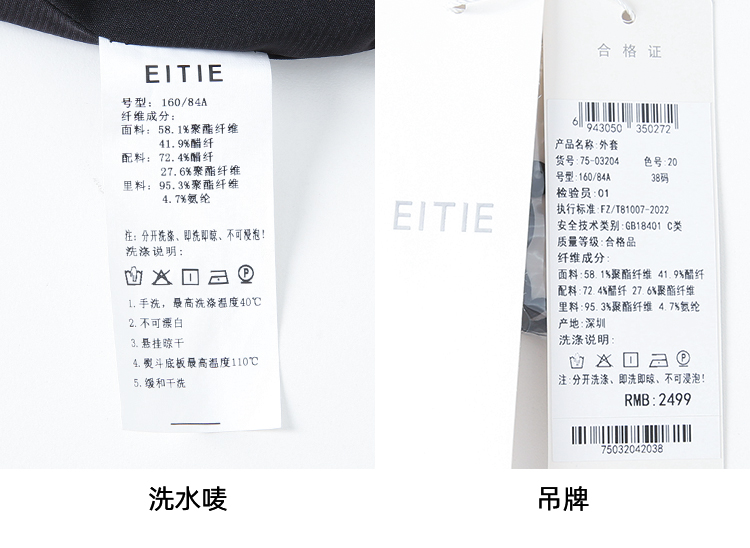 EITIE
号型: 160/84A
纤维成分:
面料: 58.1%聚酯纤维
41.9%醋纤
配料: 72.4%醋纤
27.6%聚酯纤维
里料: 95.3%聚酯纤维
4.7%氨纶
注: 分开洗涤、即洗即晾、不可浸泡!
洗涤说明:
P
1.手洗,最高洗涤温度40℃
2.不可漂白
3.悬挂晾干
4.熨斗底板最高温度110℃
5.缓和干洗
洗水唛
EITIE
合格证
6 943050 350272
产品名称: 外套
货号: 75-03204 色号: 20
号型: 160/84A 38码
检验员: 01
执行标准: FZ/T81007-2022
安全技术类别: GB18401 C类
质量等级: 合格品
纤维成分:
面料: 58.1%聚酯纤维 41.9%醋纤
配料: 72.4%醋纤 27.6%聚酯纤维
里料: 95.3%聚酯纤维 4.7%氨纶
产地: 深圳
洗涤说明:
P
注: 分开洗涤、即洗即晾、不可浸泡!
RMB: 2499
75032042038
吊牌